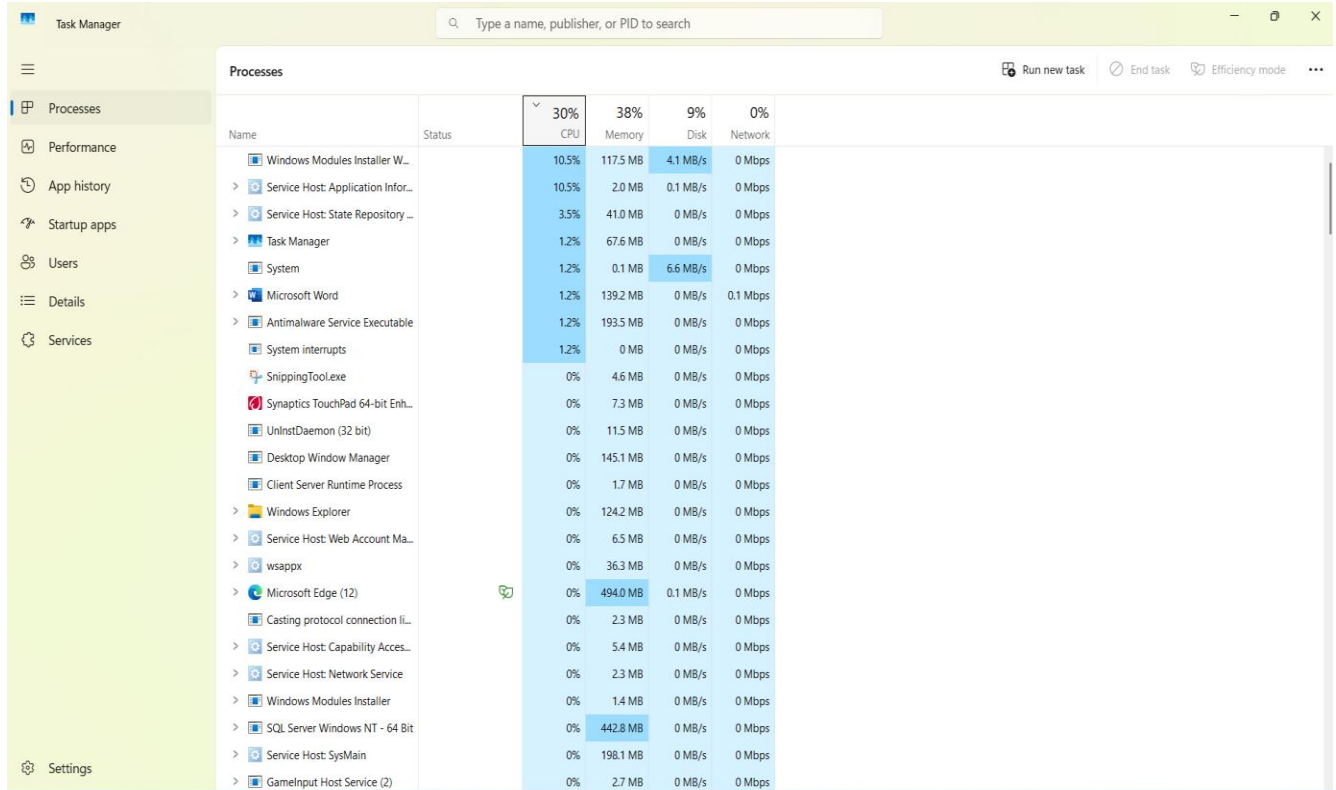 Task Manager
Type a name, publisher, or PID to search
Processes
Run new task
End task
Efficiency mode
Processes
Performance
App history
Startup apps
Users
Details
Services
Settings
30% 38% 9% 0%
Name Status CPU Memory Disk Network
Windows Modules Installer W... 10.5% 117.5 MB 4.1 MB/s 0 Mbps
Service Host: Application Infor... 10.5% 2.0 MB 0.1 MB/s 0 Mbps
Service Host: State Repository ... 3.5% 41.0 MB 0 MB/s 0 Mbps
Task Manager 1.2% 67.6 MB 0 MB/s 0 Mbps
System 1.2% 0.1 MB 6.6 MB/s 0 Mbps
Microsoft Word 1.2% 139.2 MB 0 MB/s 0.1 Mbps
Antimalware Service Executable 1.2% 193.5 MB 0 MB/s 0 Mbps
System interrupts 1.2% 0 MB 0 MB/s 0 Mbps
SnippingTool.exe 0% 4.6 MB 0 MB/s 0 Mbps
Synaptics TouchPad 64-bit Enh... 0% 7.3 MB 0 MB/s 0 Mbps
UnInstDaemon (32 bit) 0% 11.5 MB 0 MB/s 0 Mbps
Desktop Window Manager 0% 145.1 MB 0 MB/s 0 Mbps
Client Server Runtime Process 0% 1.7 MB 0 MB/s 0 Mbps
Windows Explorer 0% 124.2 MB 0 MB/s 0 Mbps
Service Host: Web Account Ma... 0% 6.5 MB 0 MB/s 0 Mbps
wsappx 0% 36.3 MB 0 MB/s 0 Mbps
Microsoft Edge (12) 0% 494.0 MB 0.1 MB/s 0 Mbps
Casting protocol connection li... 0% 2.3 MB 0 MB/s 0 Mbps
Service Host: Capability Acces... 0% 5.4 MB 0 MB/s 0 Mbps
Service Host: Network Service 0% 2.3 MB 0 MB/s 0 Mbps
Windows Modules Installer 0% 1.4 MB 0 MB/s 0 Mbps
SQL Server Windows NT - 64 Bit 0% 442.8 MB 0 MB/s 0 Mbps
Service Host: SysMain 0% 198.1 MB 0 MB/s 0 Mbps
GameInput Host Service (2) 0% 2.7 MB 0 MB/s 0 Mbps